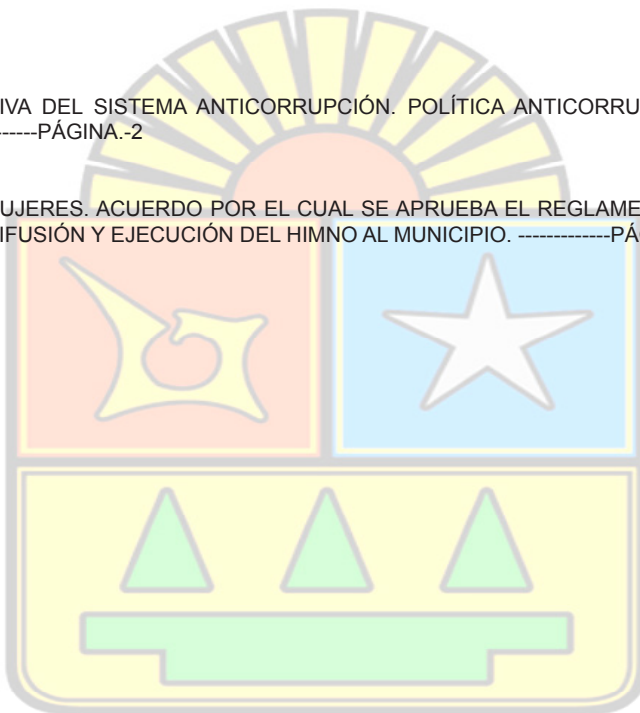 IVA DEL SISTEMA ANTICORRUPCIÓN. POLÍTICA ANTICORRU
------PÁGINA.-2
UJERES. ACUERDO POR EL CUAL SE APRUEBA EL REGLAME
IFUSIÓN Y EJECUCIÓN DEL HIMNO AL MUNICIPIO. -------------PÁ